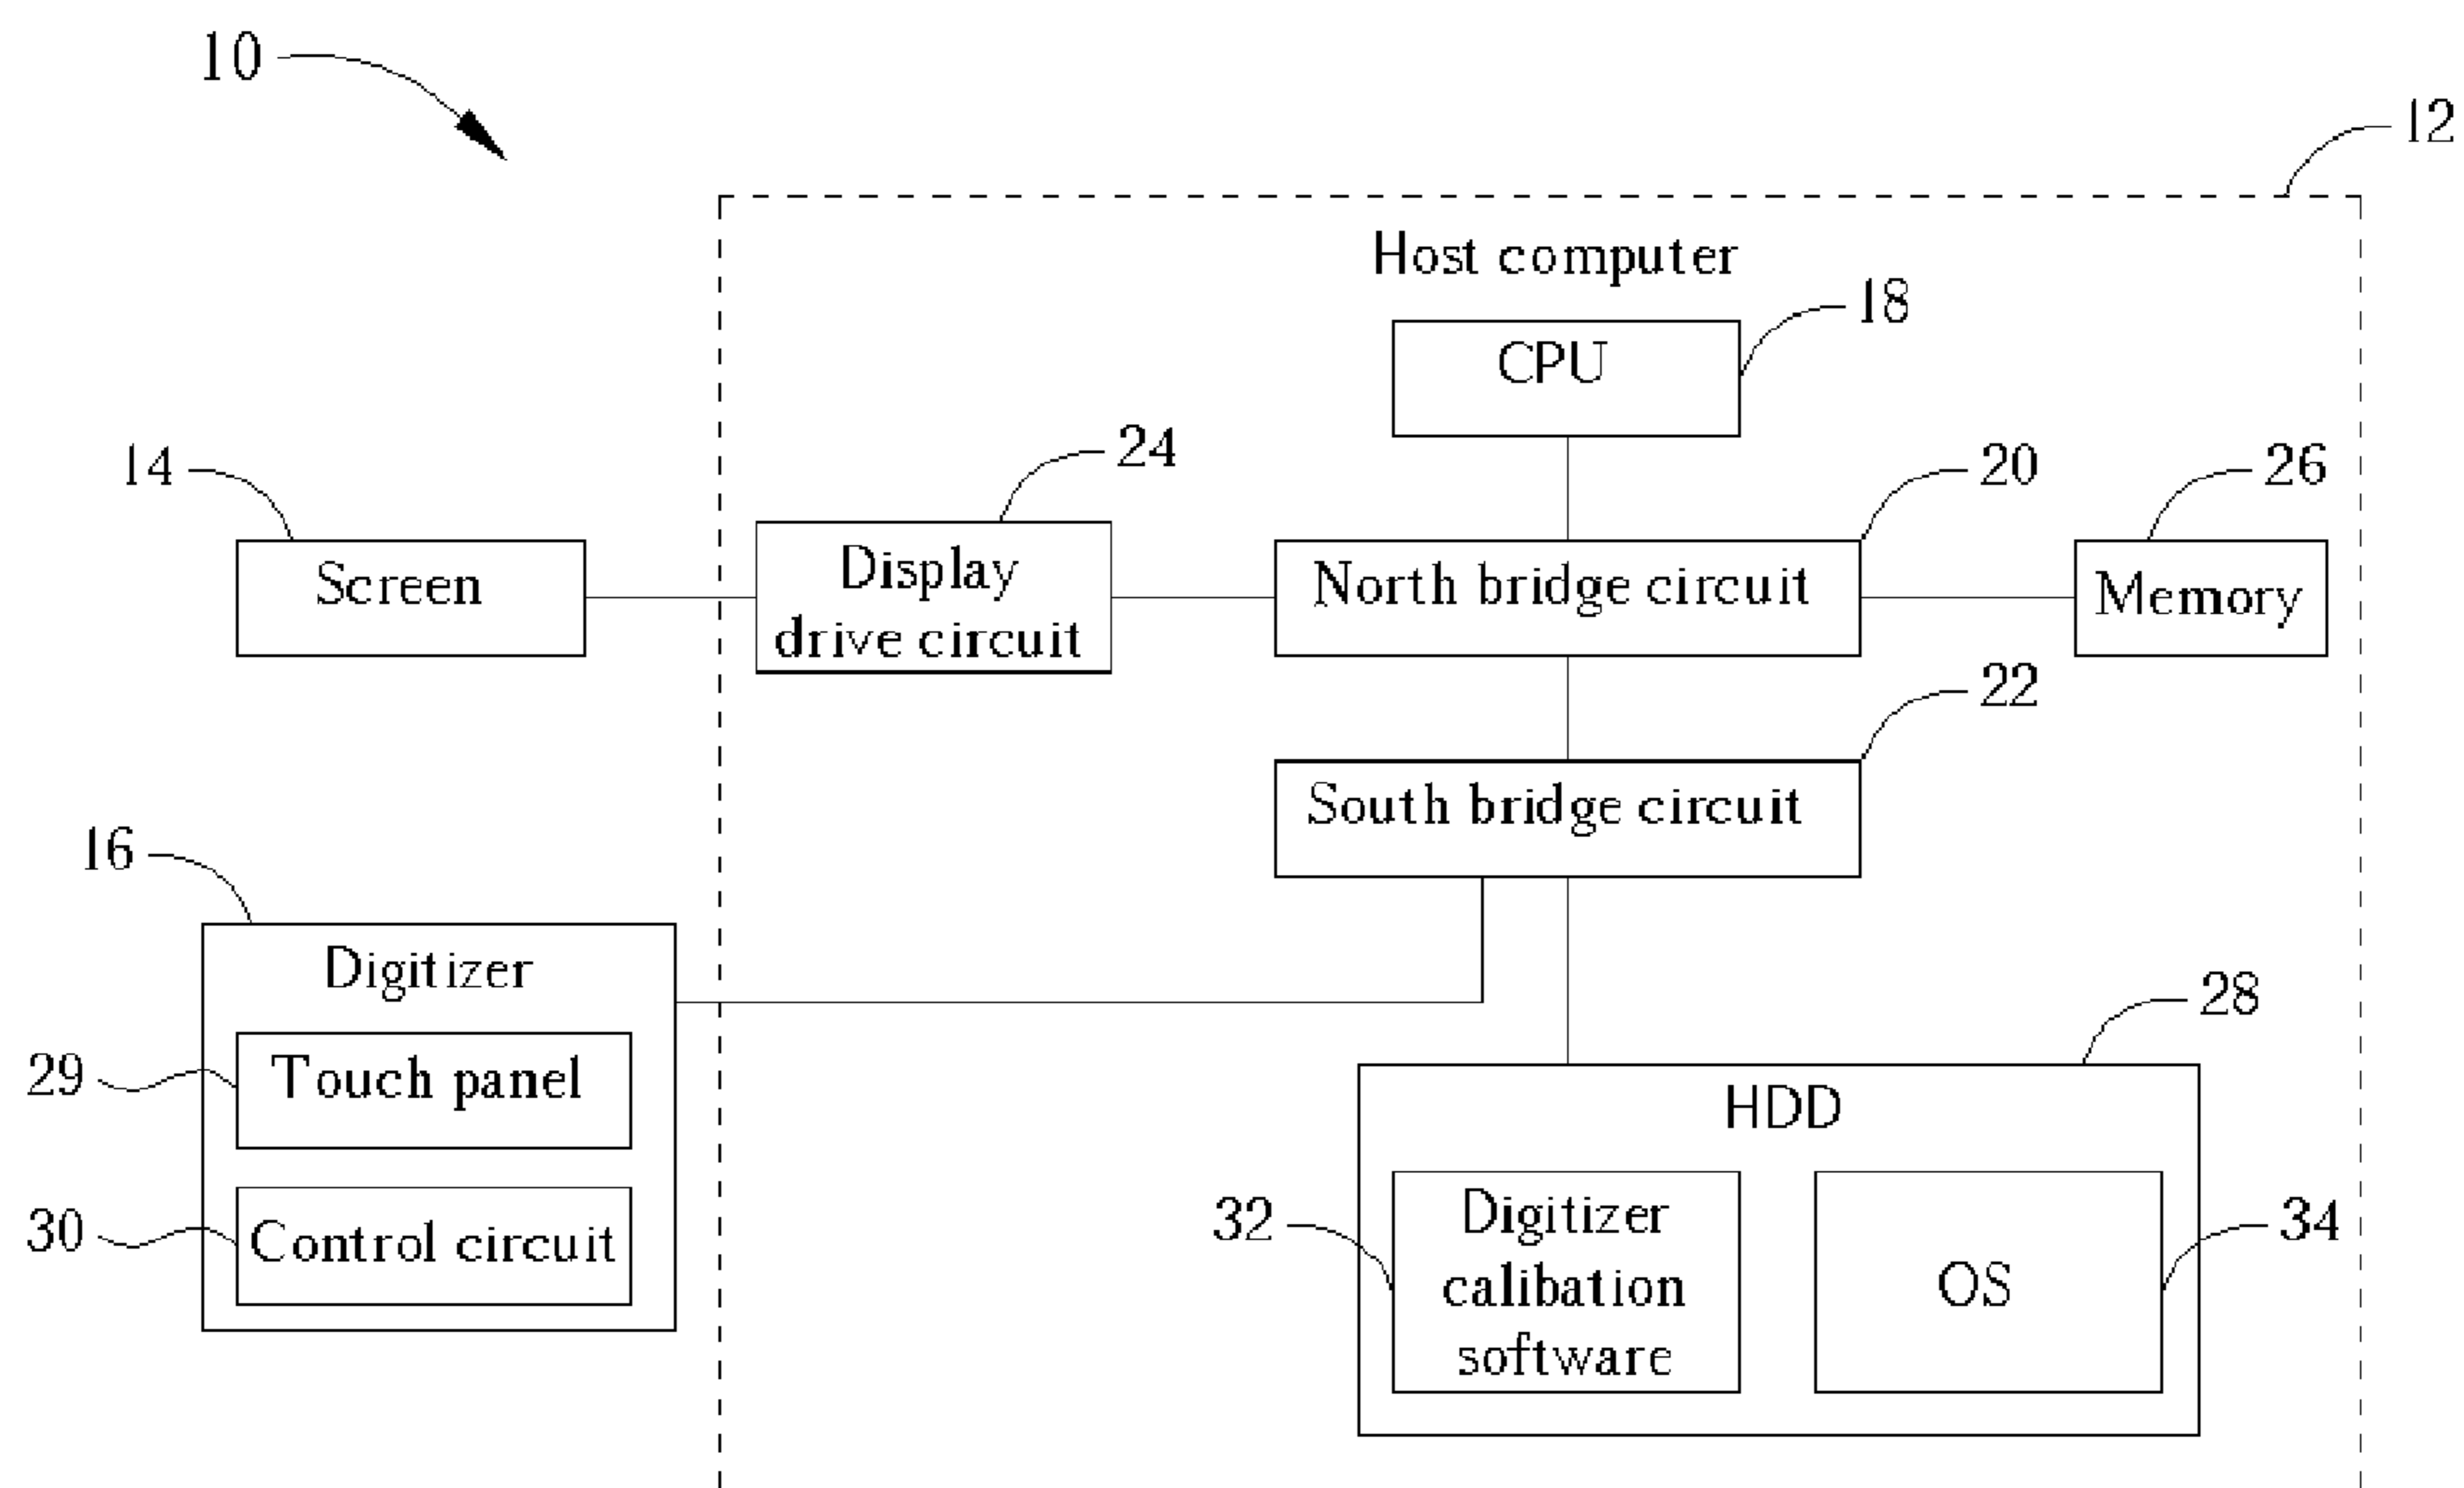 10
12
Host computer
18
CPU
14
24
20
26
Screen
Display
drive circuit
North bridge circuit
Memory
22
South bridge circuit
16
Digitizer
28
29
Touch panel
HDD
30
Control circuit
32
Digitizer
calibation
software
OS
34